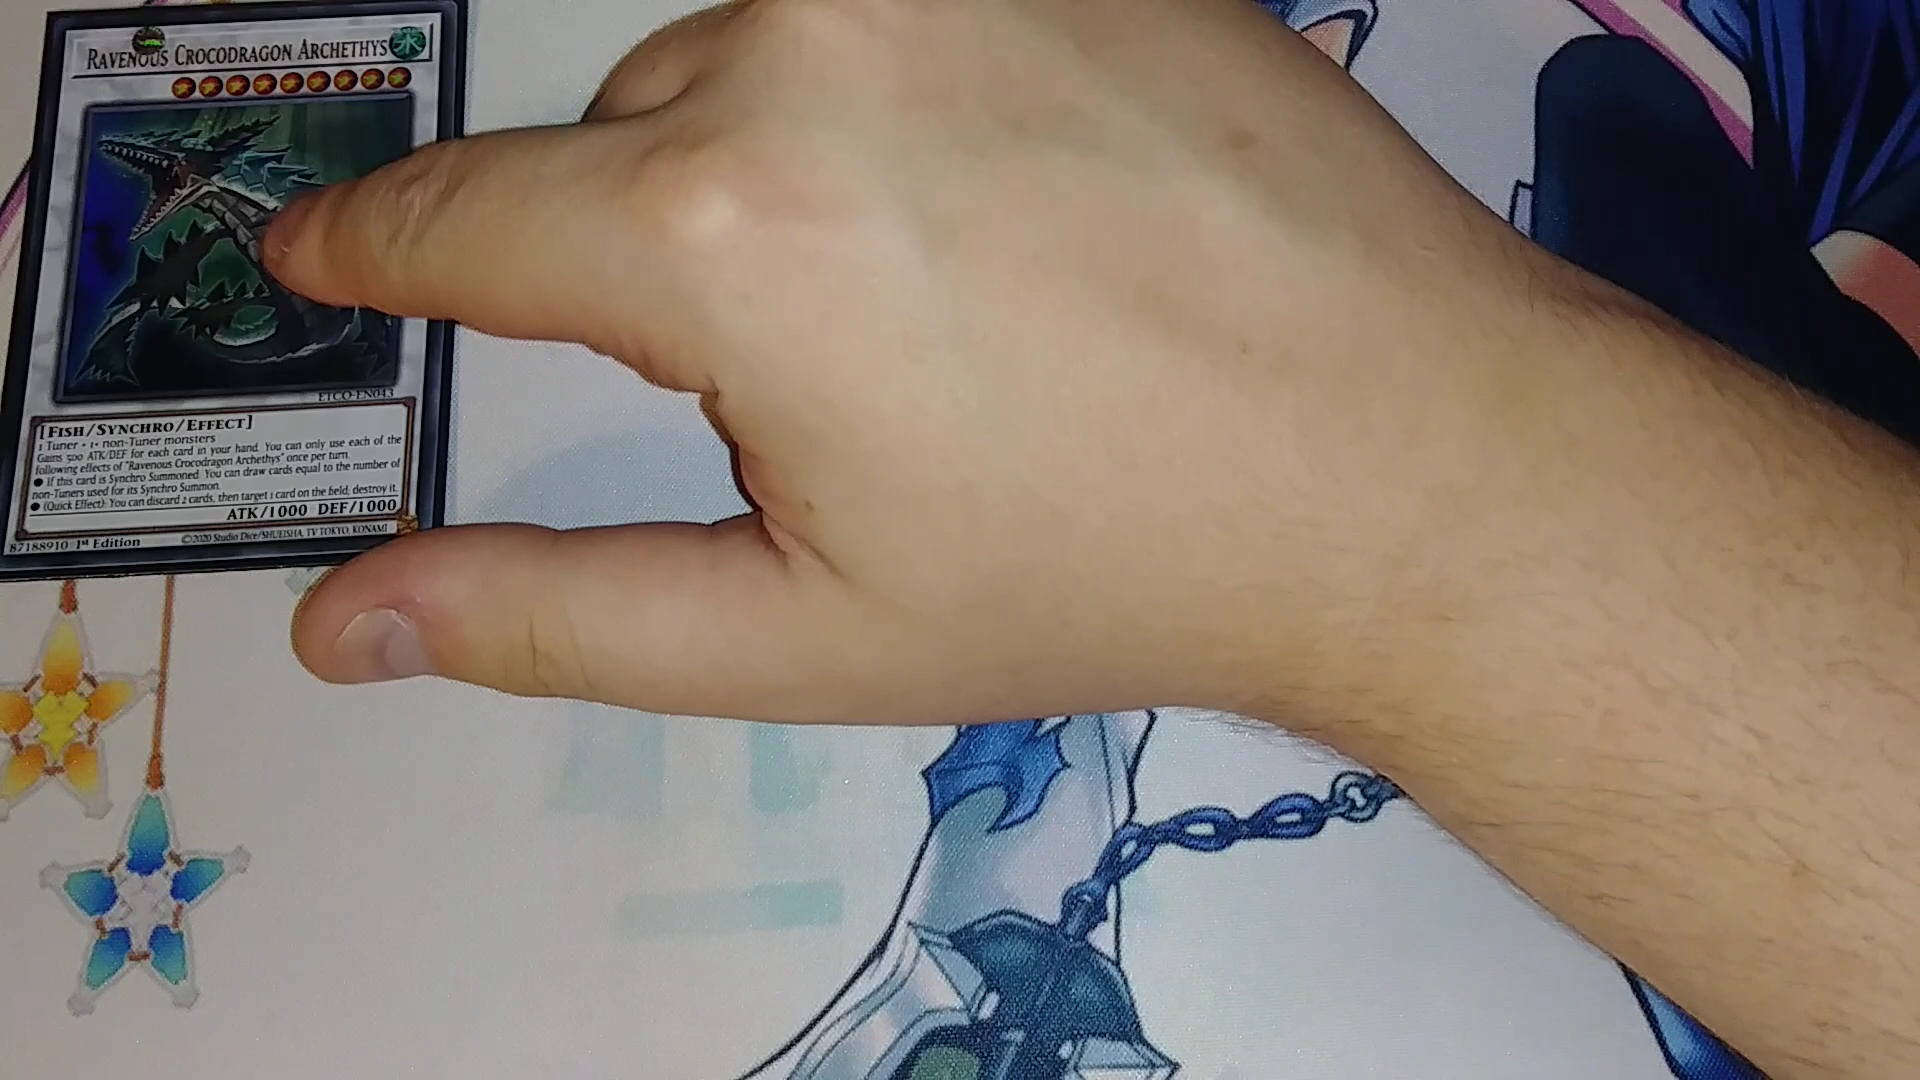 RAVENOUS CROCODRAGON ARCHETHYS
水
ETCO-EN043
[FISH/SYNCHRO/EFFECT]
1 Tuner + 1+ non-Tuner monsters
Gains 500 ATK/DEF for each card in your hand. You can only use each of the
following effects of "Ravenous Crocodragon Archethys" once per turn.
● If this card is Synchro Summoned: You can draw cards equal to the number of
non-Tuners used for its Synchro Summon.
● (Quick Effect): You can discard 2 cards, then target 1 card on the field; destroy it.
ATK/1000 DEF/1000
87188910 1st Edition
©2020 Studio Dice/SHUEISHA, TV TOKYO, KONAMI